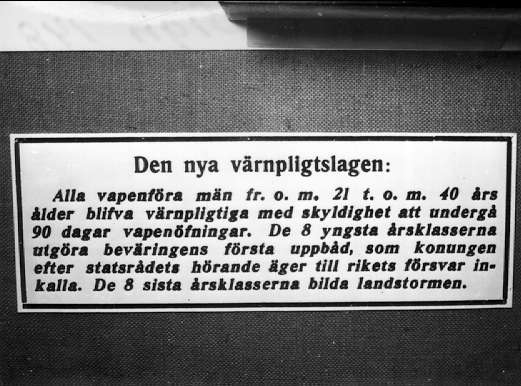 Den nya värnpligtslagen:
Alla vapenföra män fr. o. m. 21 t. o. m. 40 års
ålder blifva värnpligtiga med skyldighet att undergå
90 dagar vapenöfningar. De 8 yngsta årsklasserna
utgöra beväringens första uppbåd, som konungen
efter statsrådets hörande äger till rikets försvar in-
kalla. De 8 sista årsklasserna bilda landstormen.